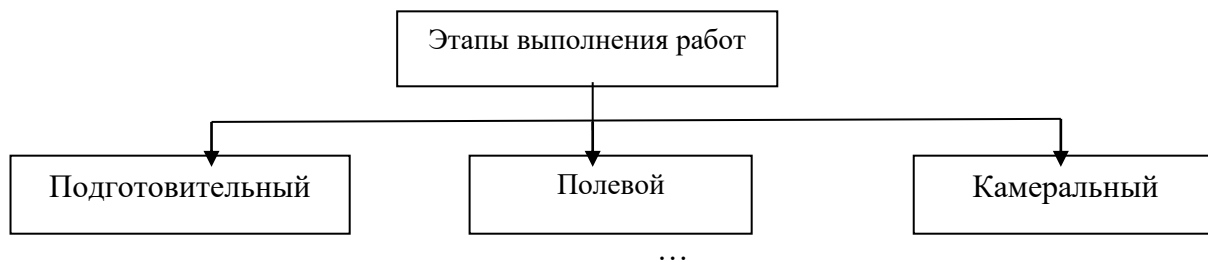 Этапы выполнения работ
Подготовительный
Полевой
Камеральный
…